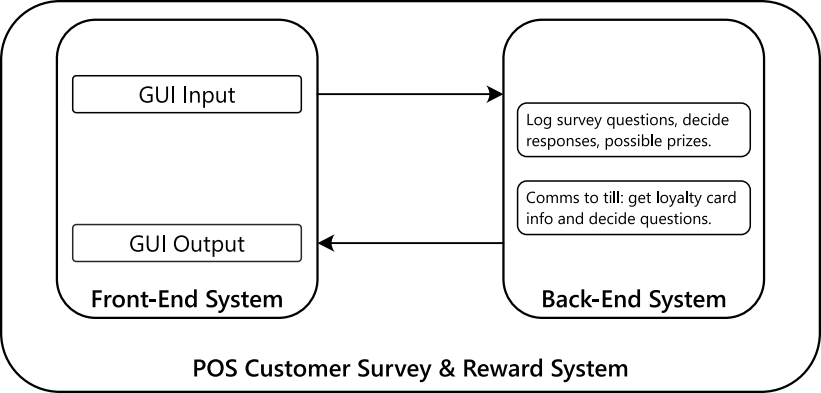 GUI Input
Log survey questions, decide
responses, possible prizes.
Comms to till: get loyalty card
info and decide questions.
GUI Output
Front-End System
Back-End System
POS Customer Survey & Reward System